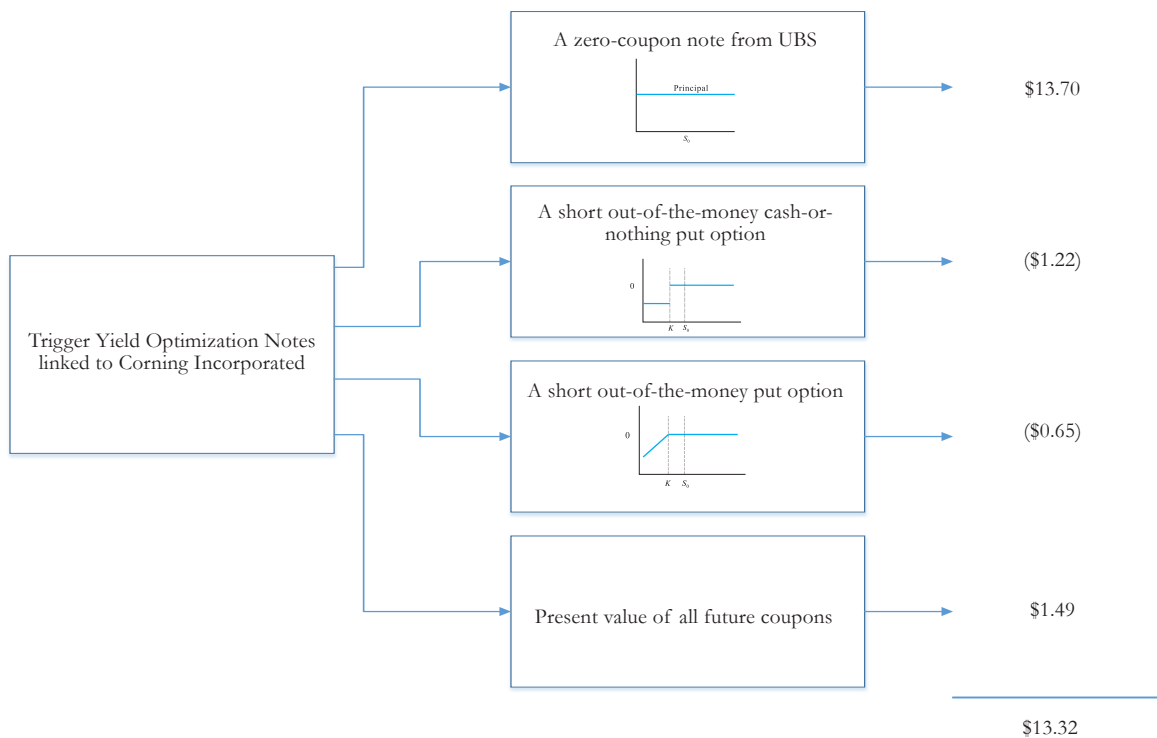 A zero-coupon note from UBS
Principal
S0
$13.70
A short out-of-the-money cash-or-
nothing put option
0
K
S0
($1.22)
Trigger Yield Optimization Notes
linked to Corning Incorporated
A short out-of-the-money put option
0
K
S0
($0.65)
Present value of all future coupons
$1.49
$13.32